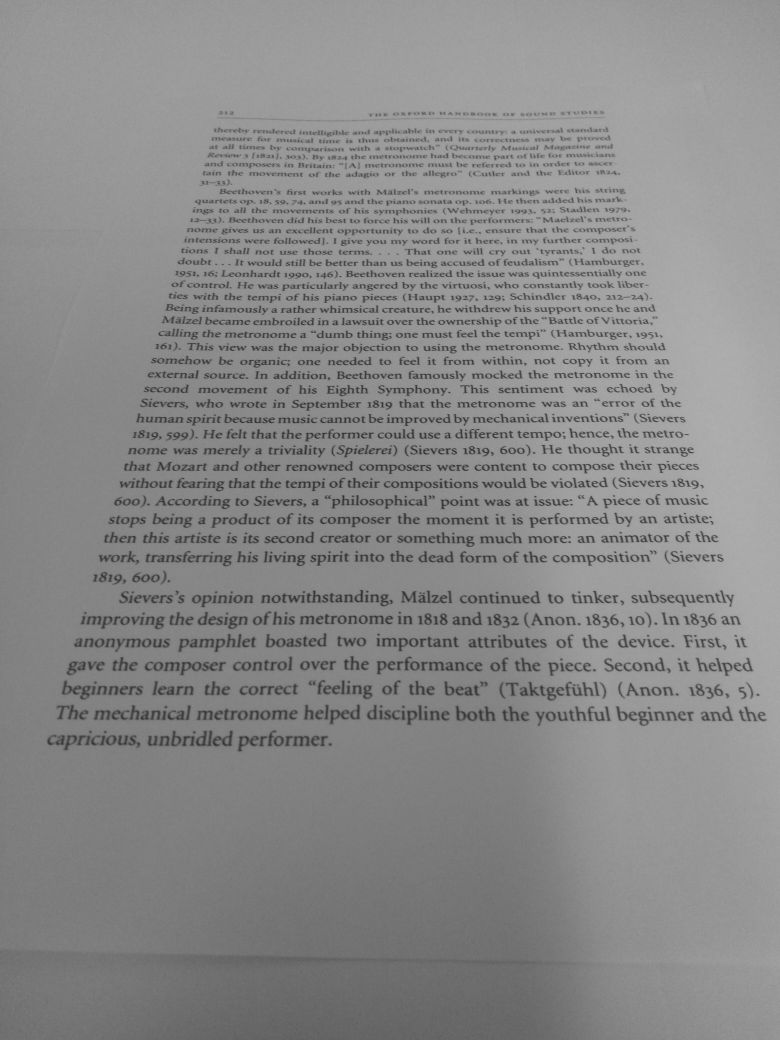 212 THE OXFORD HANDBOOK OF SOUND STUDIES
thereby rendered intelligible and applicable in every country: a universal standard
measure for musical time is thus obtained, and its correctness may be proved
at all times by comparison with a stopwatch” (Quarterly Musical Magazine and
Review 3 [1821], 303). By 1824 the metronome had become part of life for musicians
and composers in Britain: “[A] metronome must be referred to in order to ascer-
tain the movement of the adagio or the allegro” (Cutler and the Editor 1824,
31–33).
Beethoven’s first works with Mälzel’s metronome markings were his string
quartets op. 18, 59, 74, and 95 and the piano sonata op. 106. He then added his mark-
ings to all the movements of his symphonies (Wehmeyer 1993, 52; Stadlen 1979,
12–33). Beethoven did his best to force his will on the performers: “Maelzel’s metro-
nome gives us an excellent opportunity to do so [i.e., ensure that the composer’s
intensions were followed]. I give you my word for it here, in my further composi-
tions I shall not use those terms. . . . That one will cry out ‘tyrants,’ I do not
doubt . . . It would still be better than us being accused of feudalism” (Hamburger,
1951, 16; Leonhardt 1990, 146). Beethoven realized the issue was quintessentially one
of control. He was particularly angered by the virtuosi, who constantly took liber-
ties with the tempi of his piano pieces (Haupt 1927, 129; Schindler 1840, 212–24).
Being infamously a rather whimsical creature, he withdrew his support once he and
Mälzel became embroiled in a lawsuit over the ownership of the “Battle of Vittoria,”
calling the metronome a “dumb thing; one must feel the tempi” (Hamburger, 1951,
161). This view was the major objection to using the metronome. Rhythm should
somehow be organic; one needed to feel it from within, not copy it from an
external source. In addition, Beethoven famously mocked the metronome in the
second movement of his Eighth Symphony. This sentiment was echoed by
Sievers, who wrote in September 1819 that the metronome was an “error of the
human spirit because music cannot be improved by mechanical inventions” (Sievers
1819, 599). He felt that the performer could use a different tempo; hence, the metro-
nome was merely a triviality (Spielerei) (Sievers 1819, 600). He thought it strange
that Mozart and other renowned composers were content to compose their pieces
without fearing that the tempi of their compositions would be violated (Sievers 1819,
600). According to Sievers, a “philosophical” point was at issue: “A piece of music
stops being a product of its composer the moment it is performed by an artiste;
then this artiste is its second creator or something much more: an animator of the
work, transferring his living spirit into the dead form of the composition” (Sievers
1819, 600).
Sievers’s opinion notwithstanding, Mälzel continued to tinker, subsequently
improving the design of his metronome in 1818 and 1832 (Anon. 1836, 10). In 1836 an
anonymous pamphlet boasted two important attributes of the device. First, it
gave the composer control over the performance of the piece. Second, it helped
beginners learn the correct “feeling of the beat” (Taktgefühl) (Anon. 1836, 5).
The mechanical metronome helped discipline both the youthful beginner and the
capricious, unbridled performer.